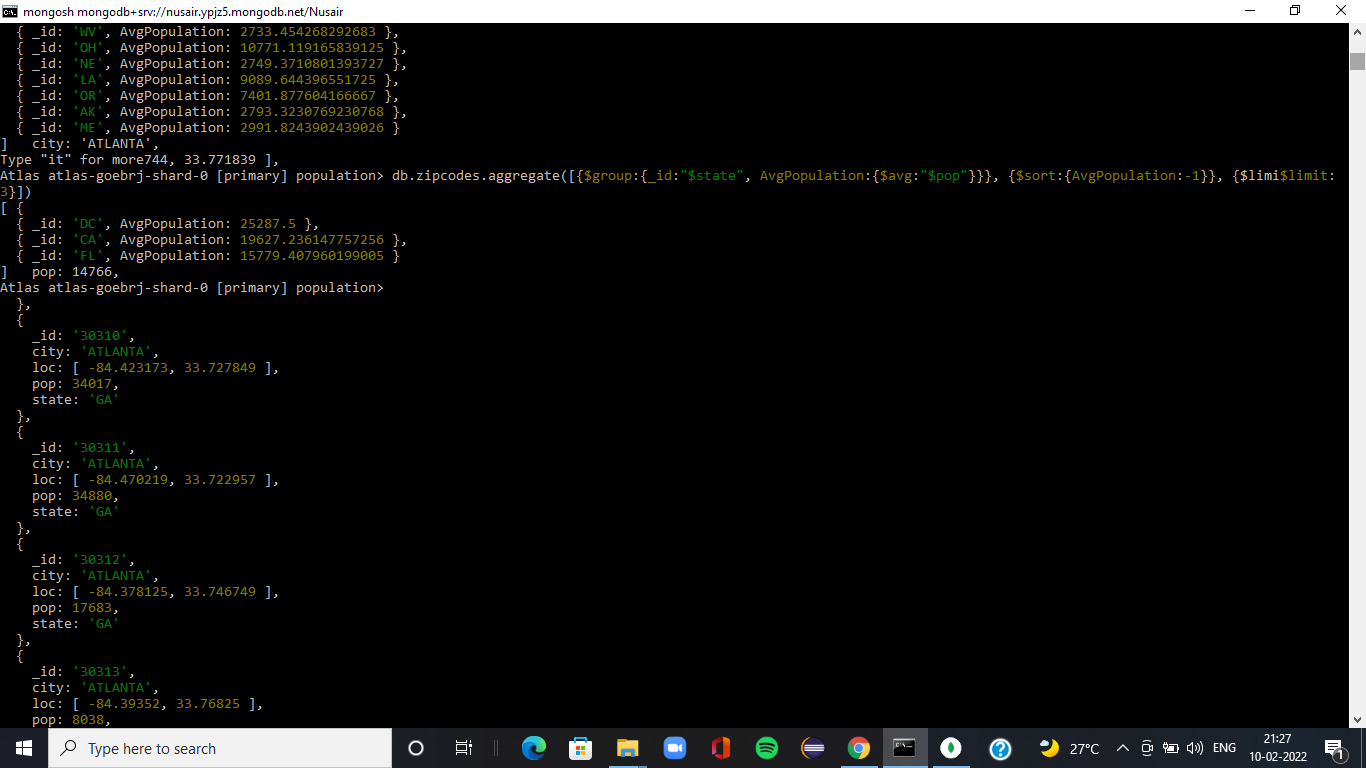 mongosh mongodb+srv://nusair.ypjz5.mongodb.net/Nusair
{ _id: 'WV', AvgPopulation: 2733.454268292683 },
{ _id: 'OH', AvgPopulation: 10771.119165839125 },
{ _id: 'NE', AvgPopulation: 2749.3710801393727 },
{ _id: 'LA', AvgPopulation: 9089.644396551725 },
{ _id: 'OR', AvgPopulation: 7401.877604166667 },
{ _id: 'AK', AvgPopulation: 2793.3230769230768 },
{ _id: 'ME', AvgPopulation: 2991.8243902439026 }
]   city: 'ATLANTA',
Type "it" for more744, 33.771839 ],
Atlas atlas-goebrj-shard-0 [primary] population> db.zipcodes.aggregate([{$group:{_id:"$state", AvgPopulation:{$avg:"$pop"}}}, {$sort:{AvgPopulation:-1}}, {$limi$limit:
3}])
[ {
{ _id: 'DC', AvgPopulation: 25287.5 },
{ _id: 'CA', AvgPopulation: 19627.236147757256 },
{ _id: 'FL', AvgPopulation: 15779.407960199005 }
]   pop: 14766,
Atlas atlas-goebrj-shard-0 [primary] population>
},
{
_id: '30310',
city: 'ATLANTA',
loc: [ -84.423173, 33.727849 ],
pop: 34017,
state: 'GA'
},
{
_id: '30311',
city: 'ATLANTA',
loc: [ -84.470219, 33.722957 ],
pop: 34880,
state: 'GA'
},
{
_id: '30312',
city: 'ATLANTA',
loc: [ -84.378125, 33.746749 ],
pop: 17683,
state: 'GA'
},
{
_id: '30313',
city: 'ATLANTA',
loc: [ -84.39352, 33.76825 ],
pop: 8038,
Type here to search
27°C
ENG
21:27
10-02-2022
1